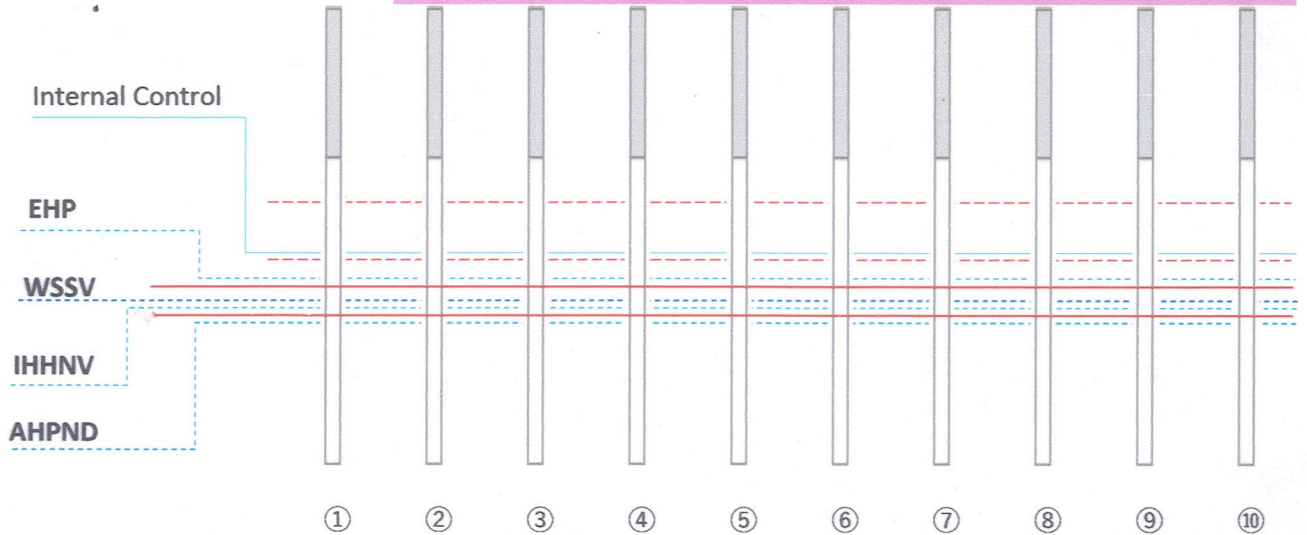 Internal Control
EHP
WSSV
IHHNV
AHPND
① ② ③ ④ ⑤ ⑥ ⑦ ⑧ ⑨ ⑩